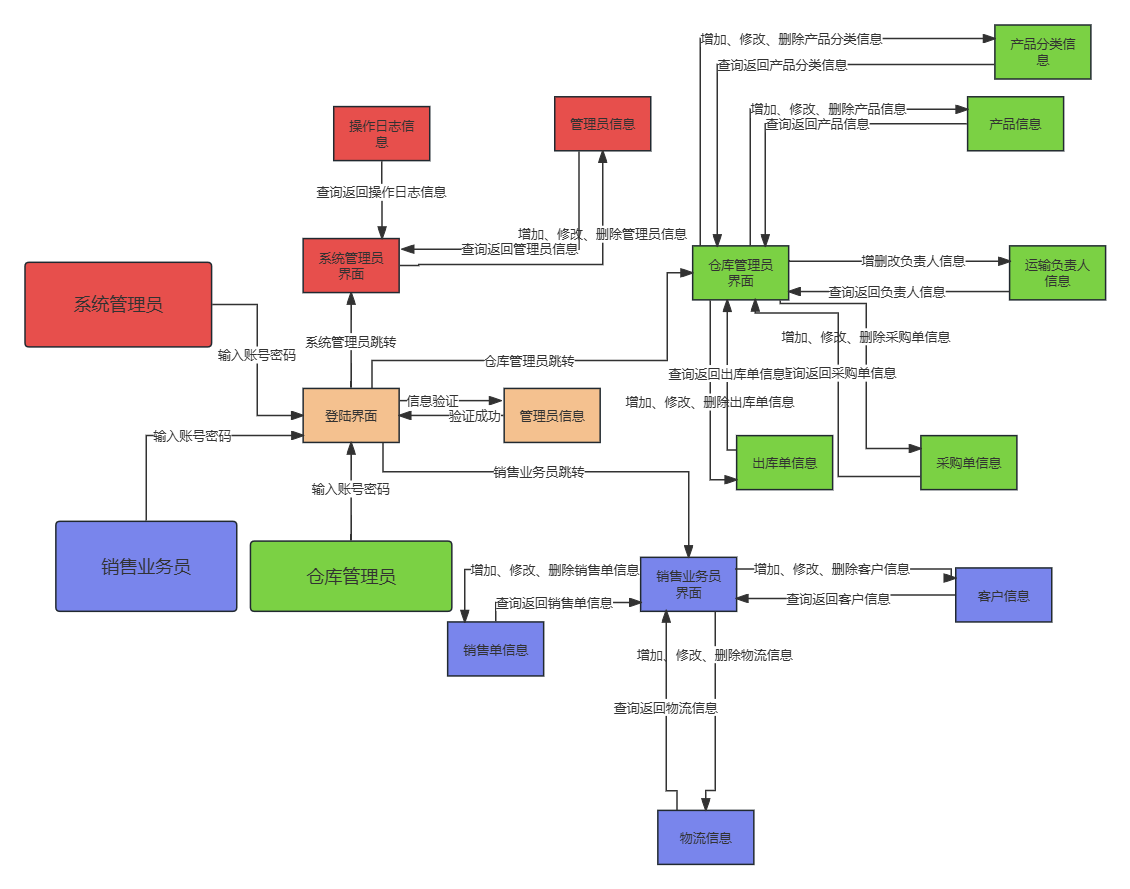 增加、修改、删除产品分类信息
产品分类信
息
查询返回产品分类信息
增加、修改、删除产品信息
查询返回产品信息
产品信息
操作日志信
息
管理员信息
查询返回操作日志信息
增加、修改、删除管理员信息
查询返回管理员信息
系统管理员
界面
仓库管理员
界面
增删改负责人信息
运输负责人
信息
查询返回负责人信息
系统管理员
输入账号密码
系统管理员跳转
仓库管理员跳转
增加、修改、删除采购单信息
查询返回出库单信息
查询返回采购单信息
增加、修改、删除出库单信息
登陆界面
信息验证
验证成功
管理员信息
输入账号密码
出库单信息
采购单信息
销售业务员跳转
输入账号密码
销售业务员
仓库管理员
增加、修改、删除销售单信息
销售业务员
界面
增加、修改、删除客户信息
查询返回客户信息
客户信息
查询返回销售单信息
销售单信息
增加、修改、删除物流信息
查询返回物流信息
物流信息